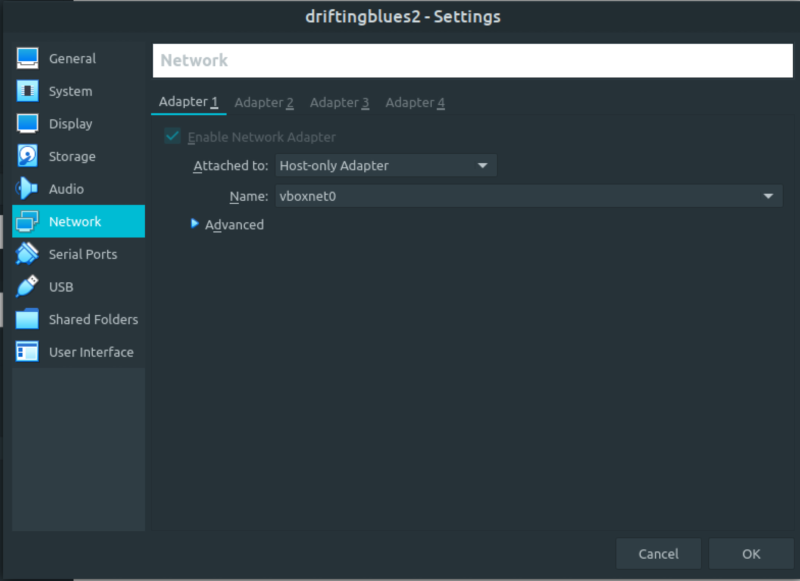 driftingblues2 - Settings
General
System
Display
Storage
Audio
Network
Serial Ports
USB
Shared Folders
User Interface
Network
Adapter 1 Adapter 2 Adapter 3 Adapter 4
Enable Network Adapter
Attached to: Host-only Adapter
Name: vboxnet0
Advanced
Cancel OK